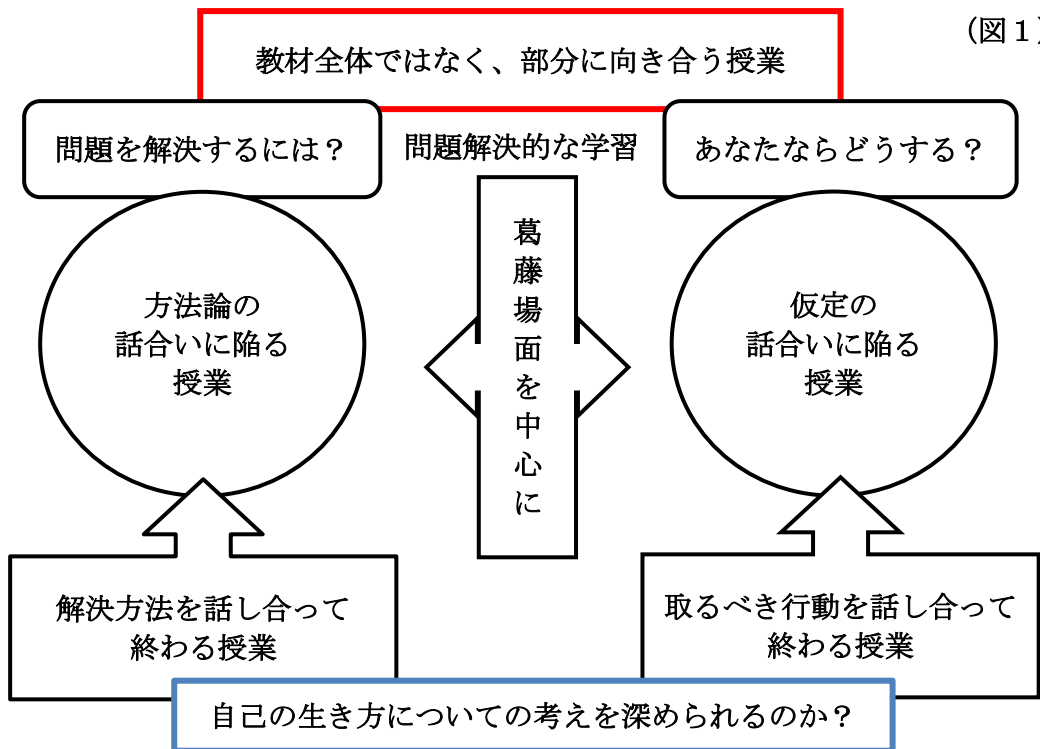 (図１)
教材全体ではなく、部分に向き合う授業
問題を解決するには？
問題解決的な学習
あなたならどうする？
葛藤場面を中心に
方法論の
話合いに陥る
授業
仮定の
話合いに陥る
授業
解決方法を話し合って
終わる授業
取るべき行動を話し合って
終わる授業
自己の生き方についての考えを深められるのか？